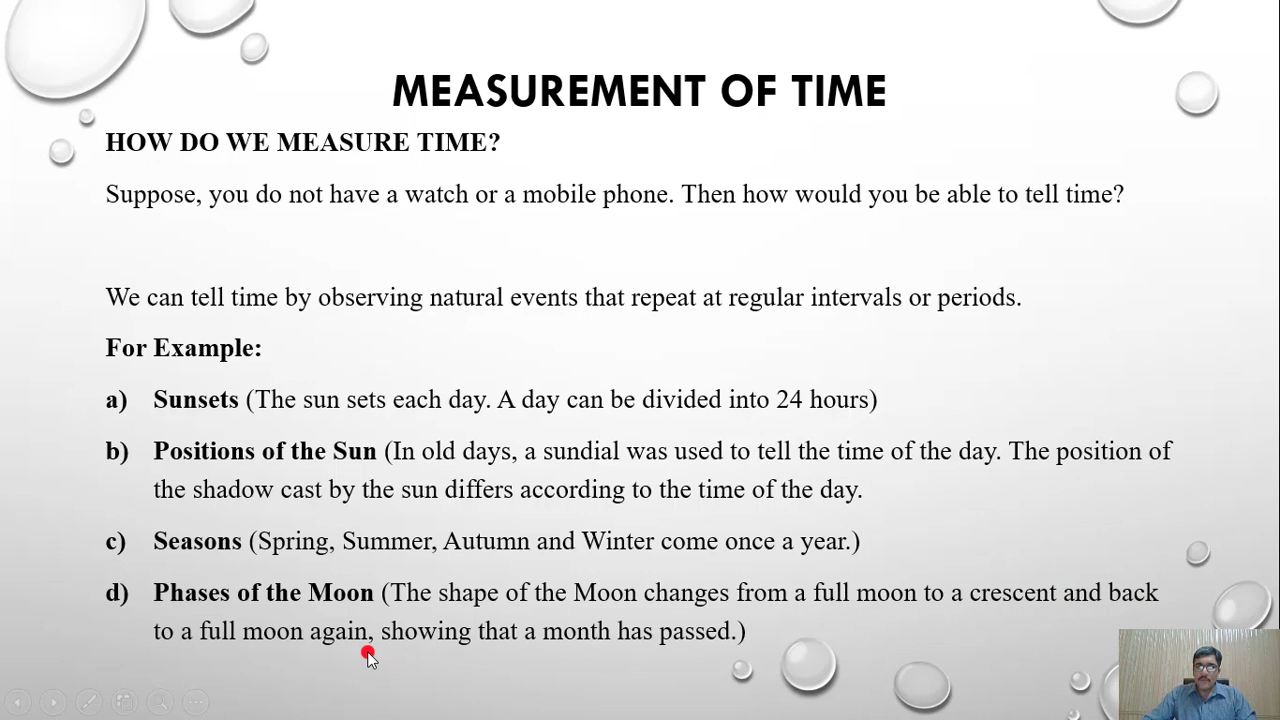 MEASUREMENT OF TIME
HOW DO WE MEASURE TIME?
Suppose, you do not have a watch or a mobile phone. Then how would you be able to tell time?
We can tell time by observing natural events that repeat at regular intervals or periods.
For Example:
a) Sunsets (The sun sets each day. A day can be divided into 24 hours)
b) Positions of the Sun (In old days, a sundial was used to tell the time of the day. The position of
the shadow cast by the sun differs according to the time of the day.
c) Seasons (Spring, Summer, Autumn and Winter come once a year.)
d) Phases of the Moon (The shape of the Moon changes from a full moon to a crescent and back
to a full moon again, showing that a month has passed.)